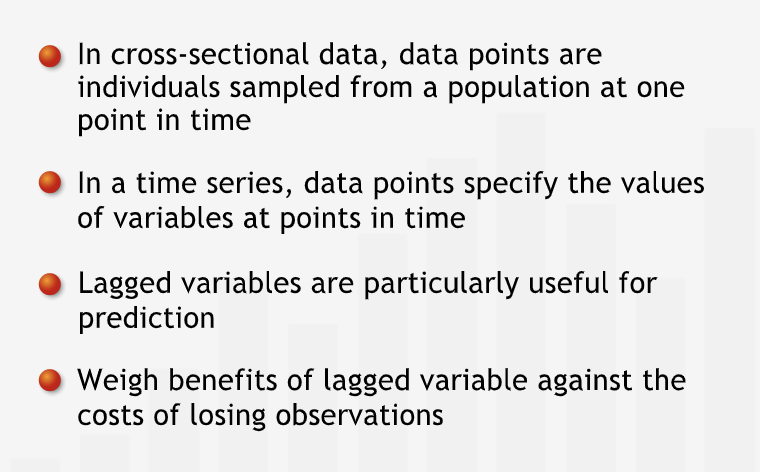 In cross-sectional data, data points are
individuals sampled from a population at one
point in time
In a time series, data points specify the values
of variables at points in time
Lagged variables are particularly useful for
prediction
Weigh benefits of lagged variable against the
costs of losing observations